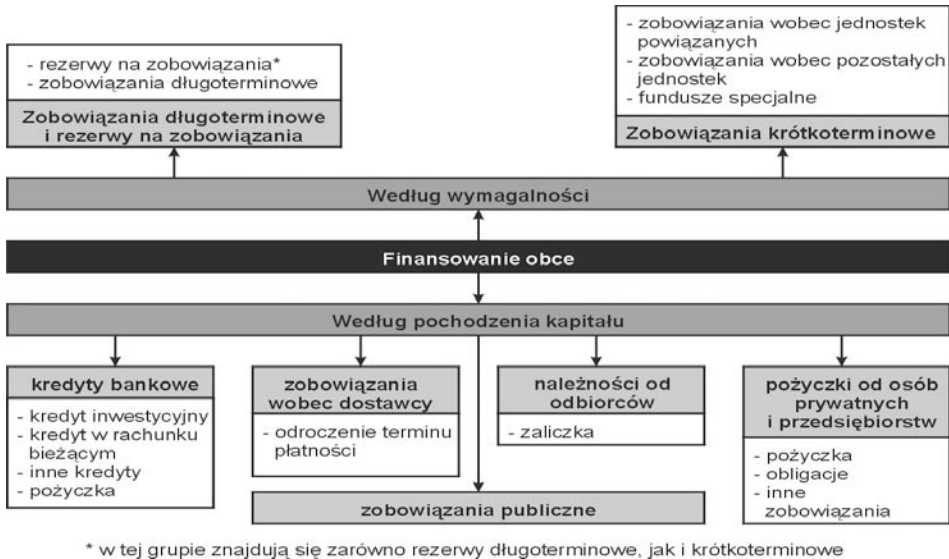 - rezerwy na zobowiązania*
- zobowiązania długoterminowe
Zobowiązania długoterminowe
i rezerwy na zobowiązania
- zobowiązania wobec jednostek
powiązanych
- zobowiązania wobec pozostałych
jednostek
- fundusze specjalne
Zobowiązania krótkoterminowe
Według wymagalności
Finansowanie obce
Według pochodzenia kapitału
kredyty bankowe
- kredyt inwestycyjny
- kredyt w rachunku
bieżącym
- inne kredyty
- pożyczka
zobowiązania
wobec dostawcy
- odroczenie terminu
płatności
należności od
odbiorców
- zaliczka
pożyczki od osób
prywatnych
i przedsiębiorstw
- pożyczka
- obligacje
- inne
zobowiązania
zobowiązania publiczne
* w tej grupie znajdują się zarówno rezerwy długoterminowe, jak i krótkoterminowe